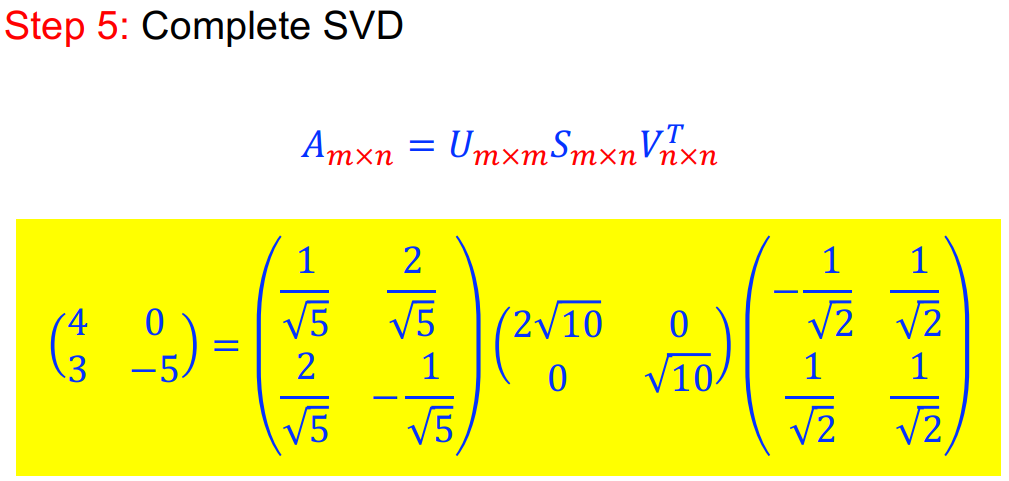 Step 5: Complete SVD
$A_{m \times n} = U_{m \times m} S_{m \times n} V_{n \times n}^{T}$
$\begin{pmatrix} 4 & 0 \\ 3 & -5 \end{pmatrix} = \begin{pmatrix} \frac{1}{\sqrt{5}} & \frac{2}{\sqrt{5}} \\ \frac{2}{\sqrt{5}} & -\frac{1}{\sqrt{5}} \end{pmatrix} \begin{pmatrix} 2\sqrt{10} & 0 \\ 0 & \sqrt{10} \end{pmatrix} \begin{pmatrix} -\frac{1}{\sqrt{2}} & \frac{1}{\sqrt{2}} \\ \frac{1}{\sqrt{2}} & \frac{1}{\sqrt{2}} \end{pmatrix}$